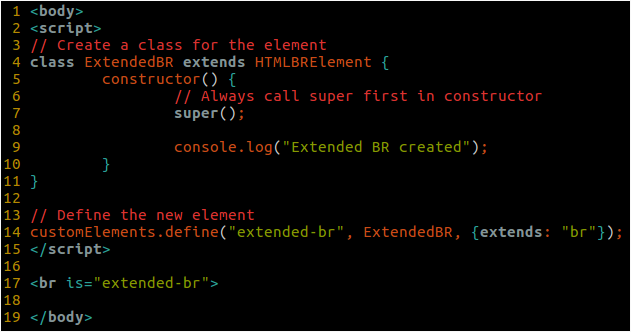 1 <body>
2 <script>
3 // Create a class for the element
4 class ExtendedBR extends HTMLBRElement {
5         constructor() {
6                 // Always call super first in constructor
7                 super();
8
9                 console.log("Extended BR created");
10         }
11 }
12
13 // Define the new element
14 customElements.define("extended-br", ExtendedBR, {extends: "br"});
15 </script>
16
17 <br is="extended-br">
18
19 </body>